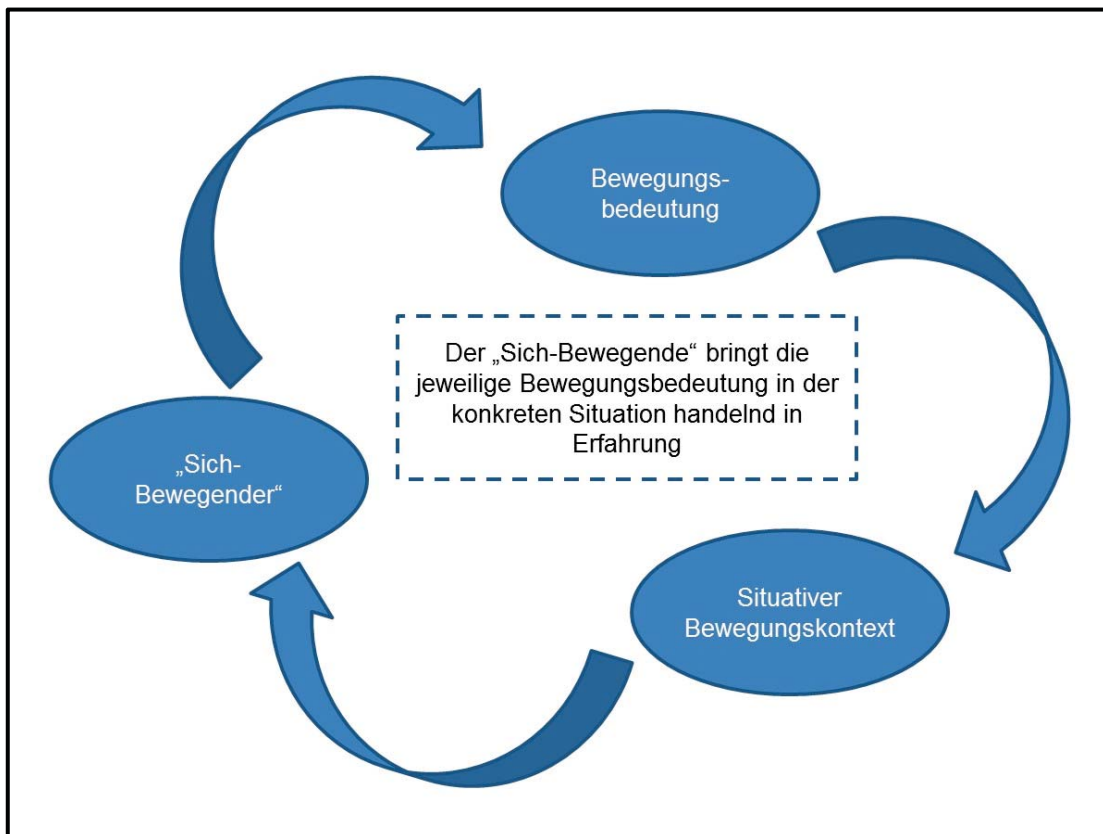 Bewegungs-
bedeutung
Der „Sich-Bewegende“ bringt die
jeweilige Bewegungsbedeutung in der
konkreten Situation handelnd in
Erfahrung
„Sich-
Bewegender“
Situativer
Bewegungskontext